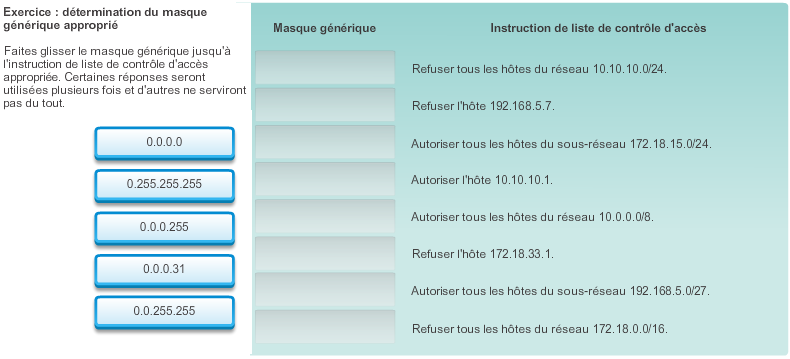 Exercice : détermination du masque
générique approprié
Faites glisser le masque générique jusqu'à
l'instruction de liste de contrôle d'accès
appropriée. Certaines réponses seront
utilisées plusieurs fois et d'autres ne serviront
pas du tout.
0.0.0.0
0.255.255.255
0.0.0.255
0.0.0.31
0.0.255.255
Masque générique
Instruction de liste de contrôle d'accès
Refuser tous les hôtes du réseau 10.10.10.0/24.
Refuser l'hôte 192.168.5.7.
Autoriser tous les hôtes du sous-réseau 172.18.15.0/24.
Autoriser l'hôte 10.10.10.1.
Autoriser tous les hôtes du réseau 10.0.0.0/8.
Refuser l'hôte 172.18.33.1.
Autoriser tous les hôtes du sous-réseau 192.168.5.0/27.
Refuser tous les hôtes du réseau 172.18.0.0/16.